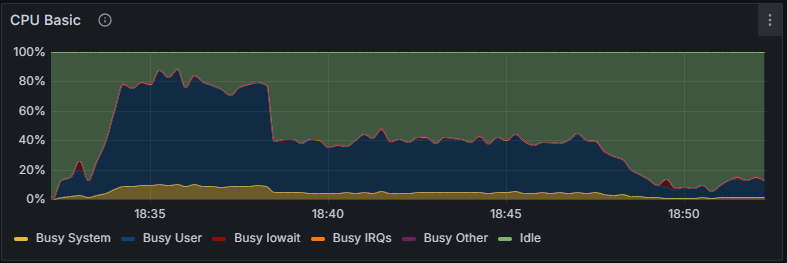 CPU Basic
100%
80%
60%
40%
20%
0%
18:35 18:40 18:45 18:50
Busy System Busy User Busy Iowait Busy IRQs Busy Other Idle